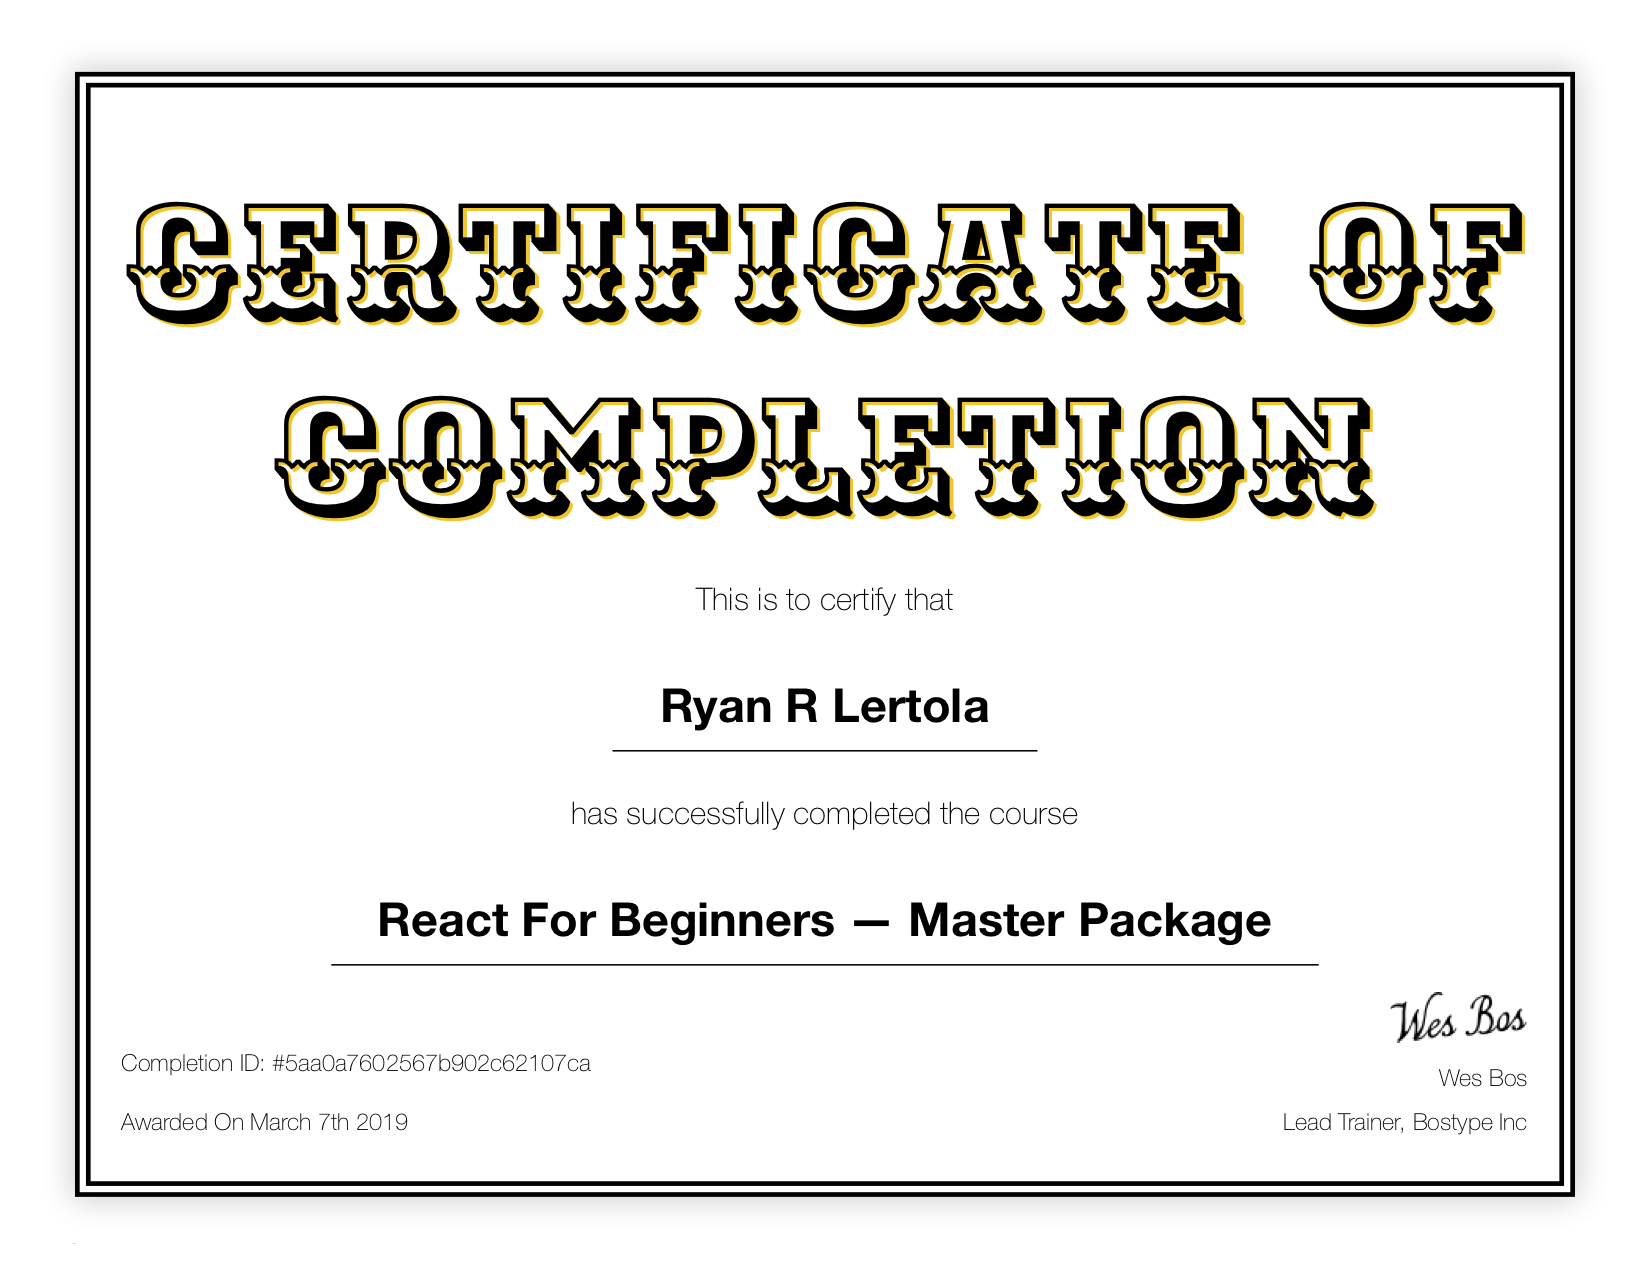 CERTIFICATE OF
COMPLETION
This is to certify that
Ryan R Lertola
has successfully completed the course
React For Beginners — Master Package
Wes Bos
Completion ID: #5aa0a7602567b902c62107ca
Wes Bos
Awarded On March 7th 2019
Lead Trainer, Bostype Inc